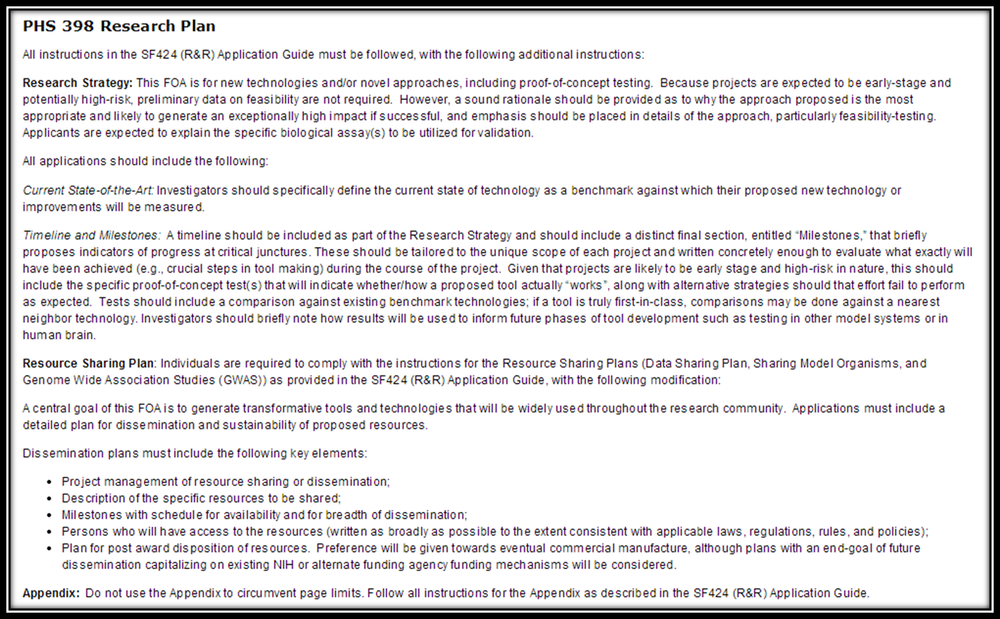 PHS 398 Research Plan
All instructions in the SF424 (R&R) Application Guide must be followed, with the following additional instructions:
Research Strategy: This FOA is for new technologies and/or novel approaches, including proof-of-concept testing.  Because projects are expected to be early-stage and
potentially high-risk, preliminary data on feasibility are not required.  However, a sound rationale should be provided as to why the approach proposed is the most
appropriate and likely to generate an exceptionally high impact if successful, and emphasis should be placed in details of the approach, particularly feasibility-testing.
Applicants are expected to explain the specific biological assay(s) to be utilized for validation.
All applications should include the following:
Current State-of-the-Art: Investigators should specifically define the current state of technology as a benchmark against which their proposed new technology or
improvements will be measured.
Timeline and Milestones:  A timeline should be included as part of the Research Strategy and should include a distinct final section, entitled “Milestones,” that briefly
proposes indicators of progress at critical junctures. These should be tailored to the unique scope of each project and written concretely enough to evaluate what exactly will
have been achieved (e.g., crucial steps in tool making) during the course of the project.  Given that projects are likely to be early stage and high-risk in nature, this should
include the specific proof-of-concept test(s) that will indicate whether/how a proposed tool actually “works”, along with alternative strategies should that effort fail to perform
as expected.  Tests should include a comparison against existing benchmark technologies; if a tool is truly first-in-class, comparisons may be done against a nearest
neighbor technology. Investigators should briefly note how results will be used to inform future phases of tool development such as testing in other model systems or in
human brain.
Resource Sharing Plan: Individuals are required to comply with the instructions for the Resource Sharing Plans (Data Sharing Plan, Sharing Model Organisms, and
Genome Wide Association Studies (GWAS)) as provided in the SF424 (R&R) Application Guide, with the following modification:
A central goal of this FOA is to generate transformative tools and technologies that will be widely used throughout the research community.  Applications must include a
detailed plan for dissemination and sustainability of proposed resources.
Dissemination plans must include the following key elements:
• Project management of resource sharing or dissemination;
• Description of the specific resources to be shared;
• Milestones with schedule for availability and for breadth of dissemination;
• Persons who will have access to the resources (written as broadly as possible to the extent consistent with applicable laws, regulations, rules, and policies);
• Plan for post award disposition of resources.  Preference will be given towards eventual commercial manufacture, although plans with an end-goal of future
dissemination capitalizing on existing NIH or alternate funding agency funding mechanisms will be considered.
Appendix:  Do not use the Appendix to circumvent page limits. Follow all instructions for the Appendix as described in the SF424 (R&R) Application Guide.